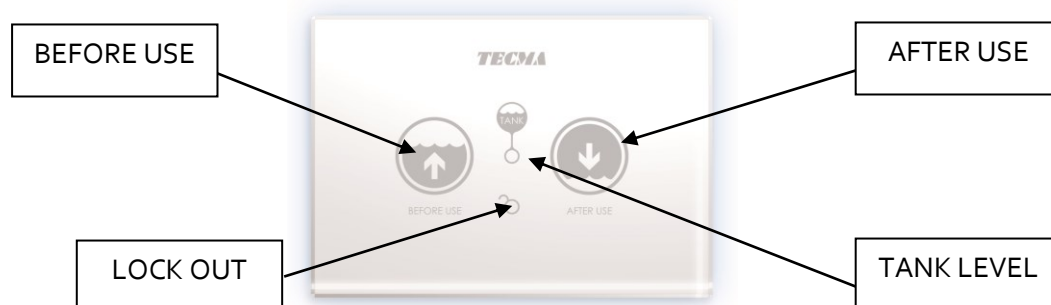 BEFORE USE
AFTER USE
TECMA
TANK
BEFORE USE
AFTER USE
LOCK OUT
TANK LEVEL